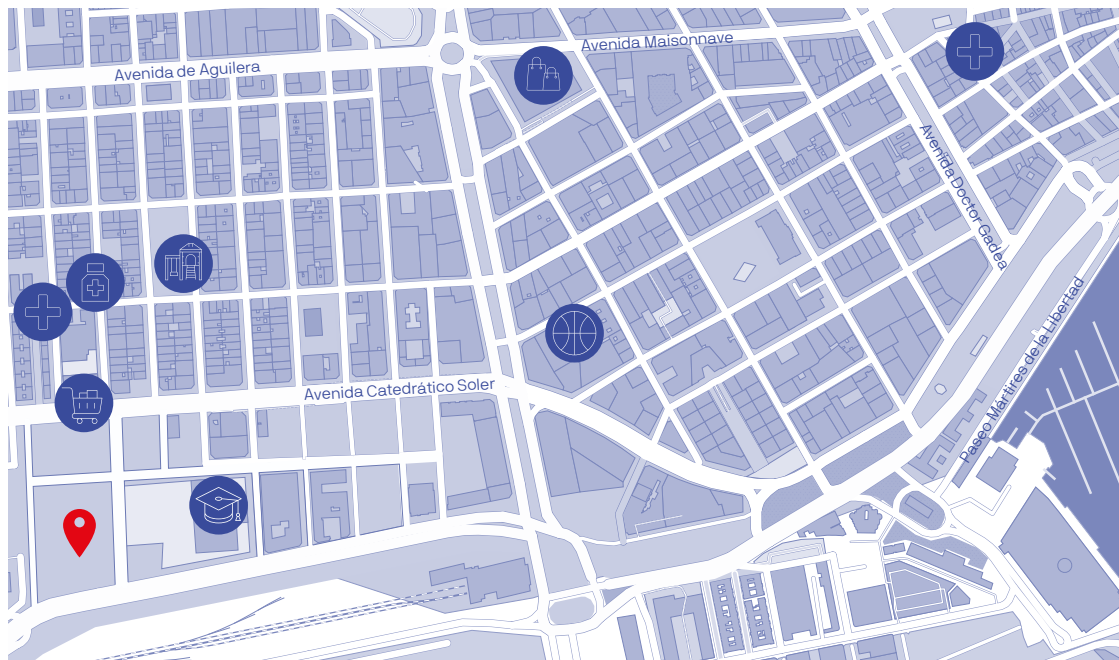 Avenida Maisonnave
Avenida de Aguilera
Avenida Doctor Gadea
Paseo Mártires de la Libertad
Avenida Catedrático Soler